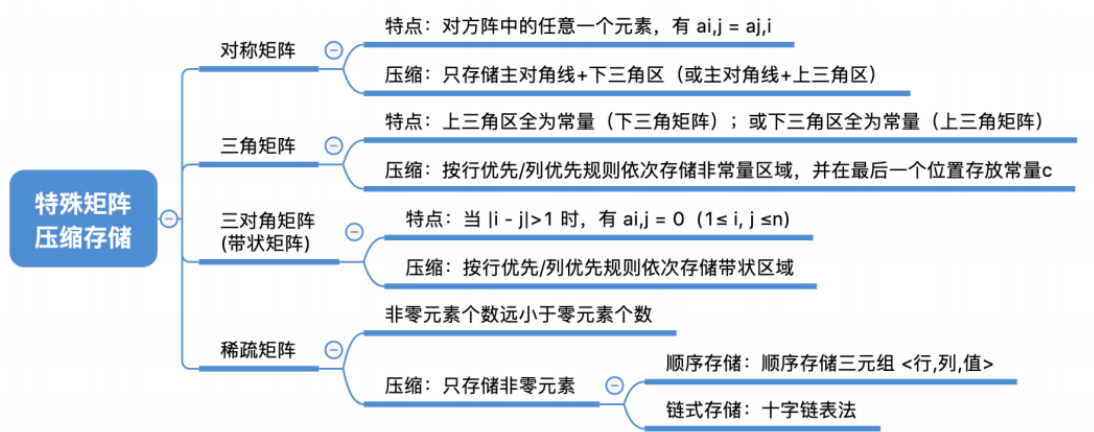 特殊矩阵
压缩存储
对称矩阵
特点：对方阵中的任意一个元素，有 ai,j = aj,i
压缩：只存储主对角线+下三角区（或主对角线+上三角区）
三角矩阵
特点：上三角区全为常量（下三角矩阵）；或下三角区全为常量（上三角矩阵）
压缩：按行优先/列优先规则依次存储非常量区域，并在最后一个位置存放常量c
三对角矩阵
(带状矩阵)
特点：当 |i - j|>1 时，有 ai,j = 0（1≤ i, j ≤n)
压缩：按行优先/列优先规则依次存储带状区域
稀疏矩阵
非零元素个数远小于零元素个数
压缩：只存储非零元素
顺序存储：顺序存储三元组 <行,列,值>
链式存储：十字链表法